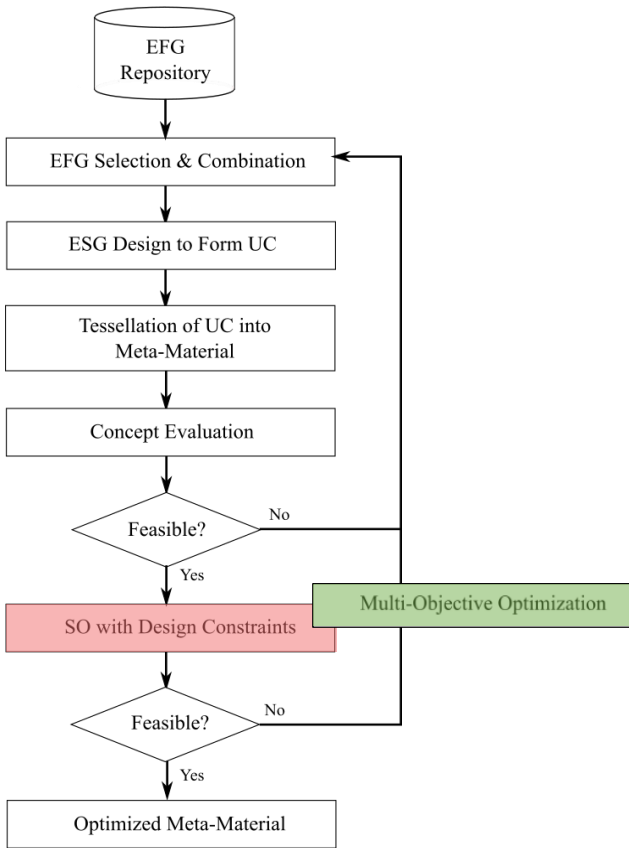 EFG
Repository
EFG Selection & Combination
ESG Design to Form UC
Tessellation of UC into
Meta-Material
Concept Evaluation
Feasible?
No
Yes
SO with Design Constraints
Multi-Objective Optimization
Feasible?
No
Yes
Optimized Meta-Material